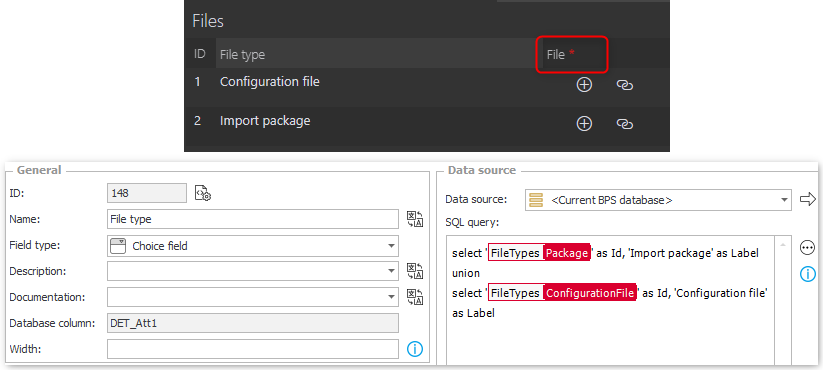 Files
ID File type File *
1 Configuration file
2 Import package
General
ID: 148
Name: File type
Field type: Choice field
Description:
Documentation:
Database column: DET_Att1
Width:
Data source
Data source: <Current BPS database>
SQL query:
select 'FileTypes Package' as Id, 'Import package' as Label
union
select 'FileTypes ConfigurationFile' as Id, 'Configuration file'
as Label